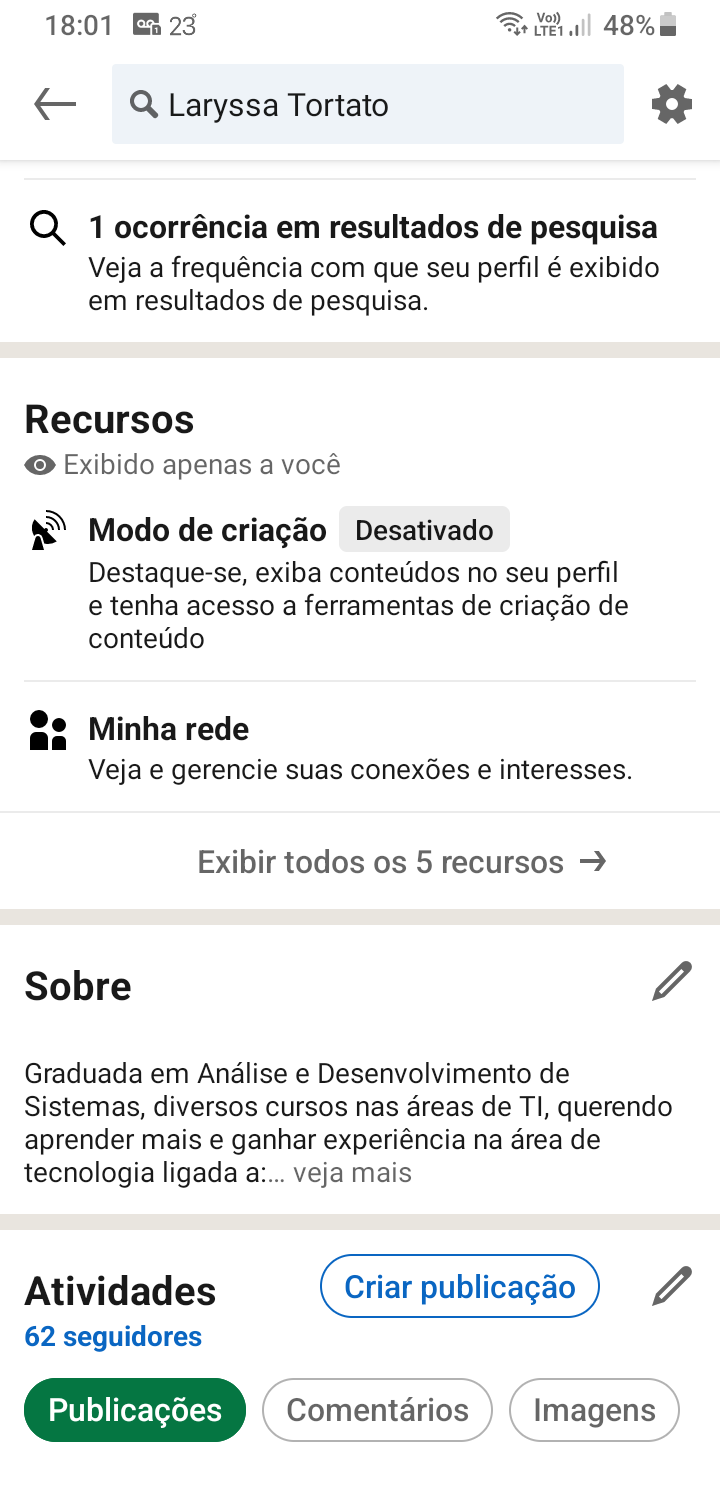 18:01 23° Vo)) LTE1 48%
Laryssa Tortato
1 ocorrência em resultados de pesquisa
Veja a frequência com que seu perfil é exibido
em resultados de pesquisa.
Recursos
Exibido apenas a você
Modo de criação Desativado
Destaque-se, exiba conteúdos no seu perfil
e tenha acesso a ferramentas de criação de
conteúdo
Minha rede
Veja e gerencie suas conexões e interesses.
Exibir todos os 5 recursos →
Sobre
Graduada em Análise e Desenvolvimento de
Sistemas, diversos cursos nas áreas de TI, querendo
aprender mais e ganhar experiência na área de
tecnologia ligada a:... veja mais
Atividades Criar publicação
62 seguidores
Publicações Comentários Imagens